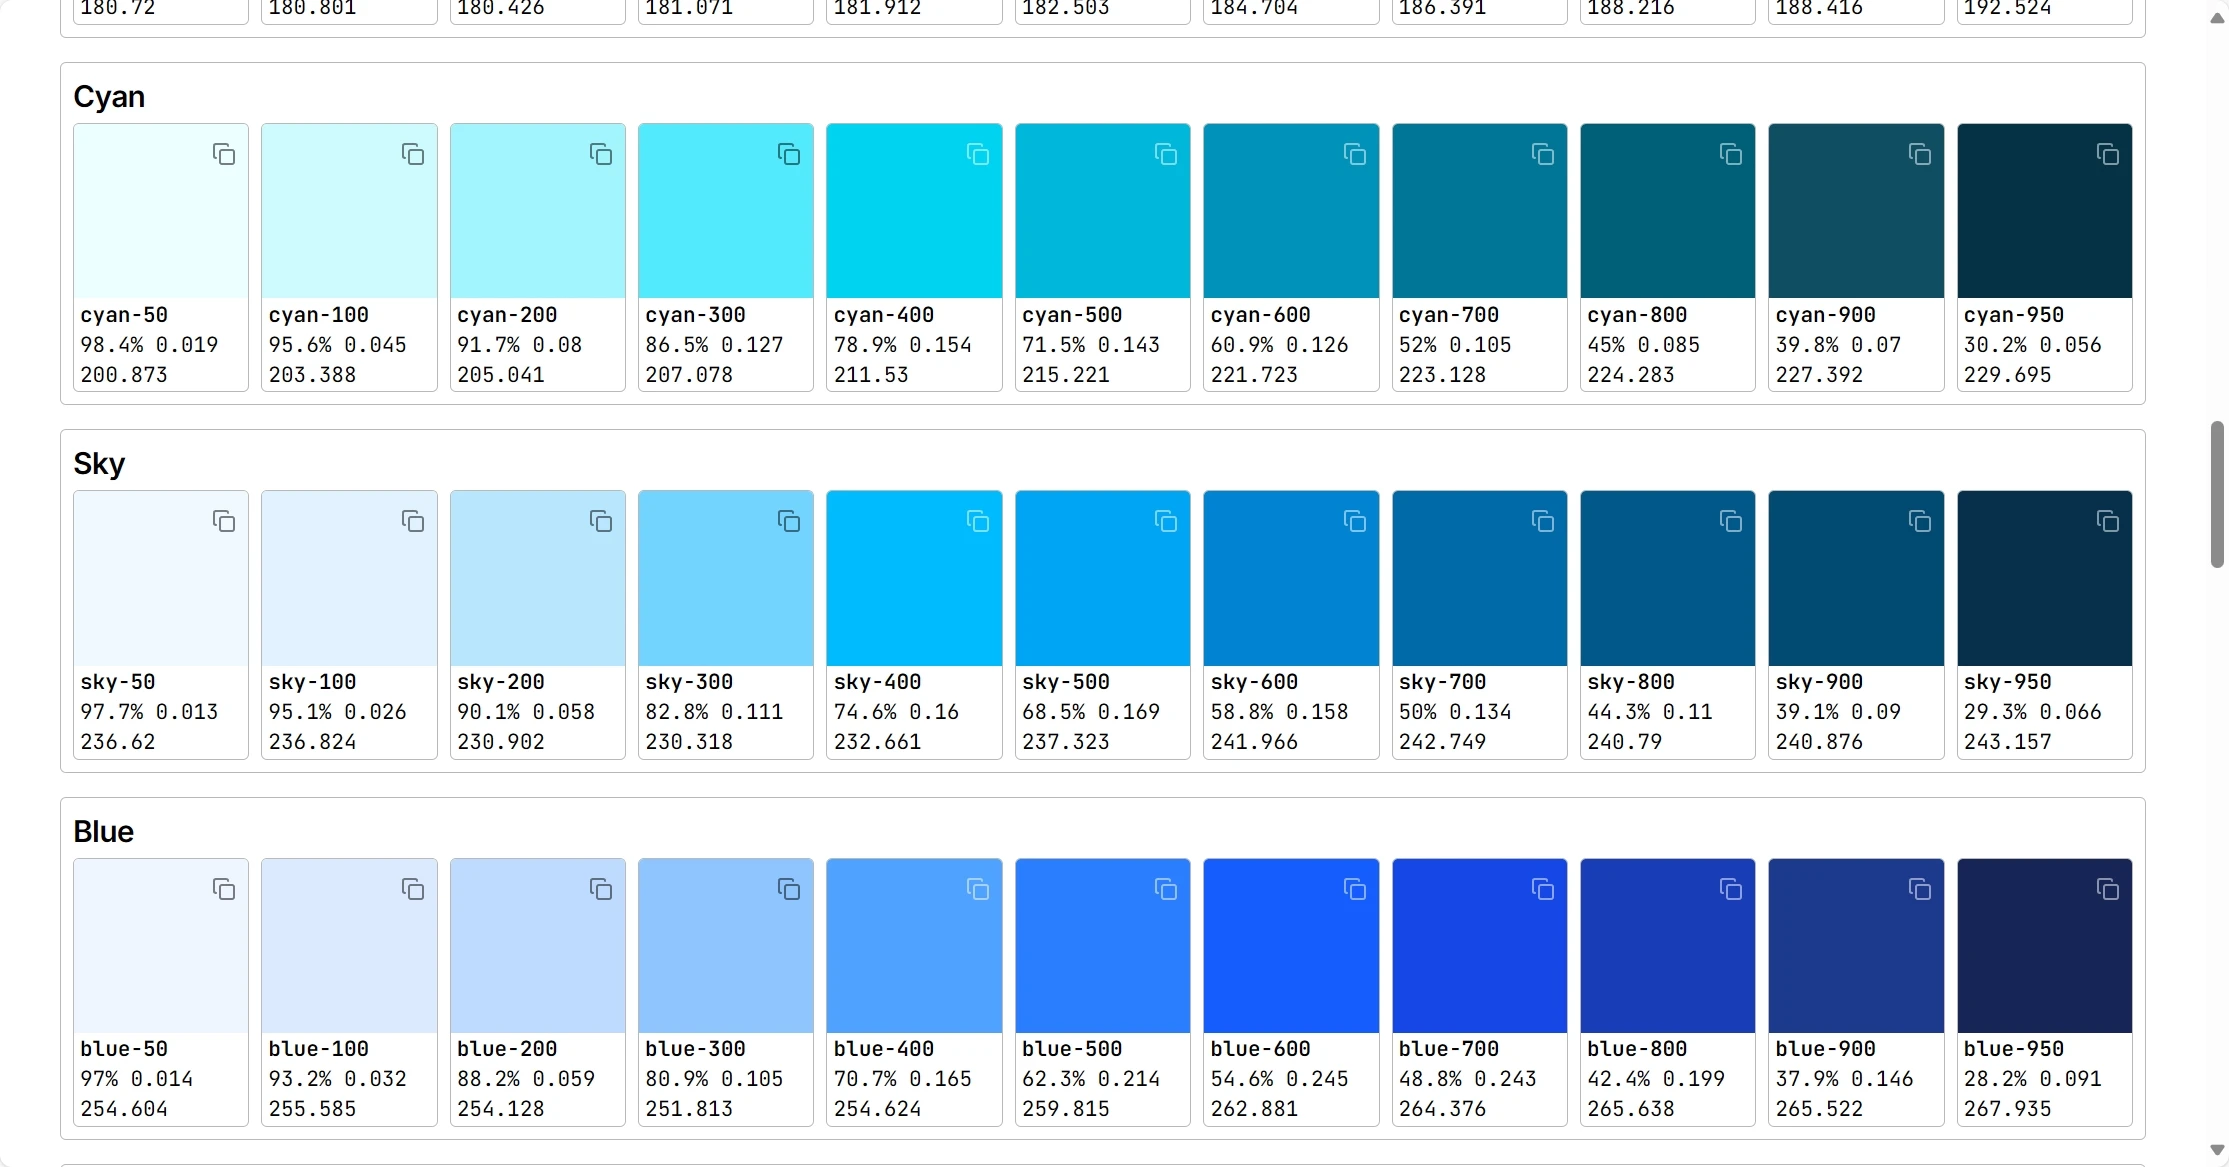 180.72
180.801
180.426
181.071
181.912
182.503
184.704
186.391
188.216
188.416
192.524
Cyan
cyan-50
98.4% 0.019
200.873
cyan-100
95.6% 0.045
203.388
cyan-200
91.7% 0.08
205.041
cyan-300
86.5% 0.127
207.078
cyan-400
78.9% 0.154
211.53
cyan-500
71.5% 0.143
215.221
cyan-600
60.9% 0.126
221.723
cyan-700
52% 0.105
223.128
cyan-800
45% 0.085
224.283
cyan-900
39.8% 0.07
227.392
cyan-950
30.2% 0.056
229.695
Sky
sky-50
97.7% 0.013
236.62
sky-100
95.1% 0.026
236.824
sky-200
90.1% 0.058
230.902
sky-300
82.8% 0.111
230.318
sky-400
74.6% 0.16
232.661
sky-500
68.5% 0.169
237.323
sky-600
58.8% 0.158
241.966
sky-700
50% 0.134
242.749
sky-800
44.3% 0.11
240.79
sky-900
39.1% 0.09
240.876
sky-950
29.3% 0.066
243.157
Blue
blue-50
97% 0.014
254.604
blue-100
93.2% 0.032
255.585
blue-200
88.2% 0.059
254.128
blue-300
80.9% 0.105
251.813
blue-400
70.7% 0.165
254.624
blue-500
62.3% 0.214
259.815
blue-600
54.6% 0.245
262.881
blue-700
48.8% 0.243
264.376
blue-800
42.4% 0.199
265.638
blue-900
37.9% 0.146
265.522
blue-950
28.2% 0.091
267.935